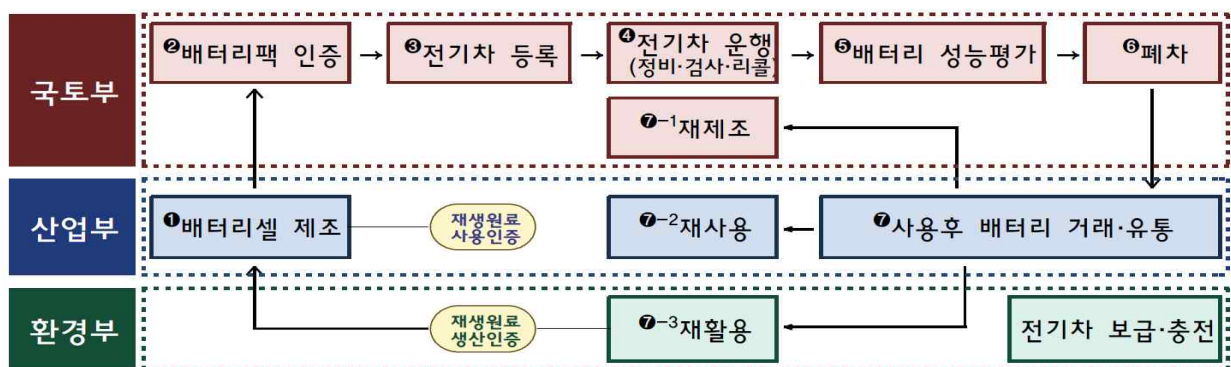 국토부
❷배터리팩 인증 → ❸전기차 등록 → ❹전기차 운행 → ❺배터리 성능평가 → ❻폐차
(정비·검사·리콜)
❼-1재제조
산업부
❶배터리셀 제조
재생원료
사용인증
❼-2재사용
❼사용후 배터리 거래·유통
환경부
재생원료
생산인증
❼-3재활용
전기차 보급·충전